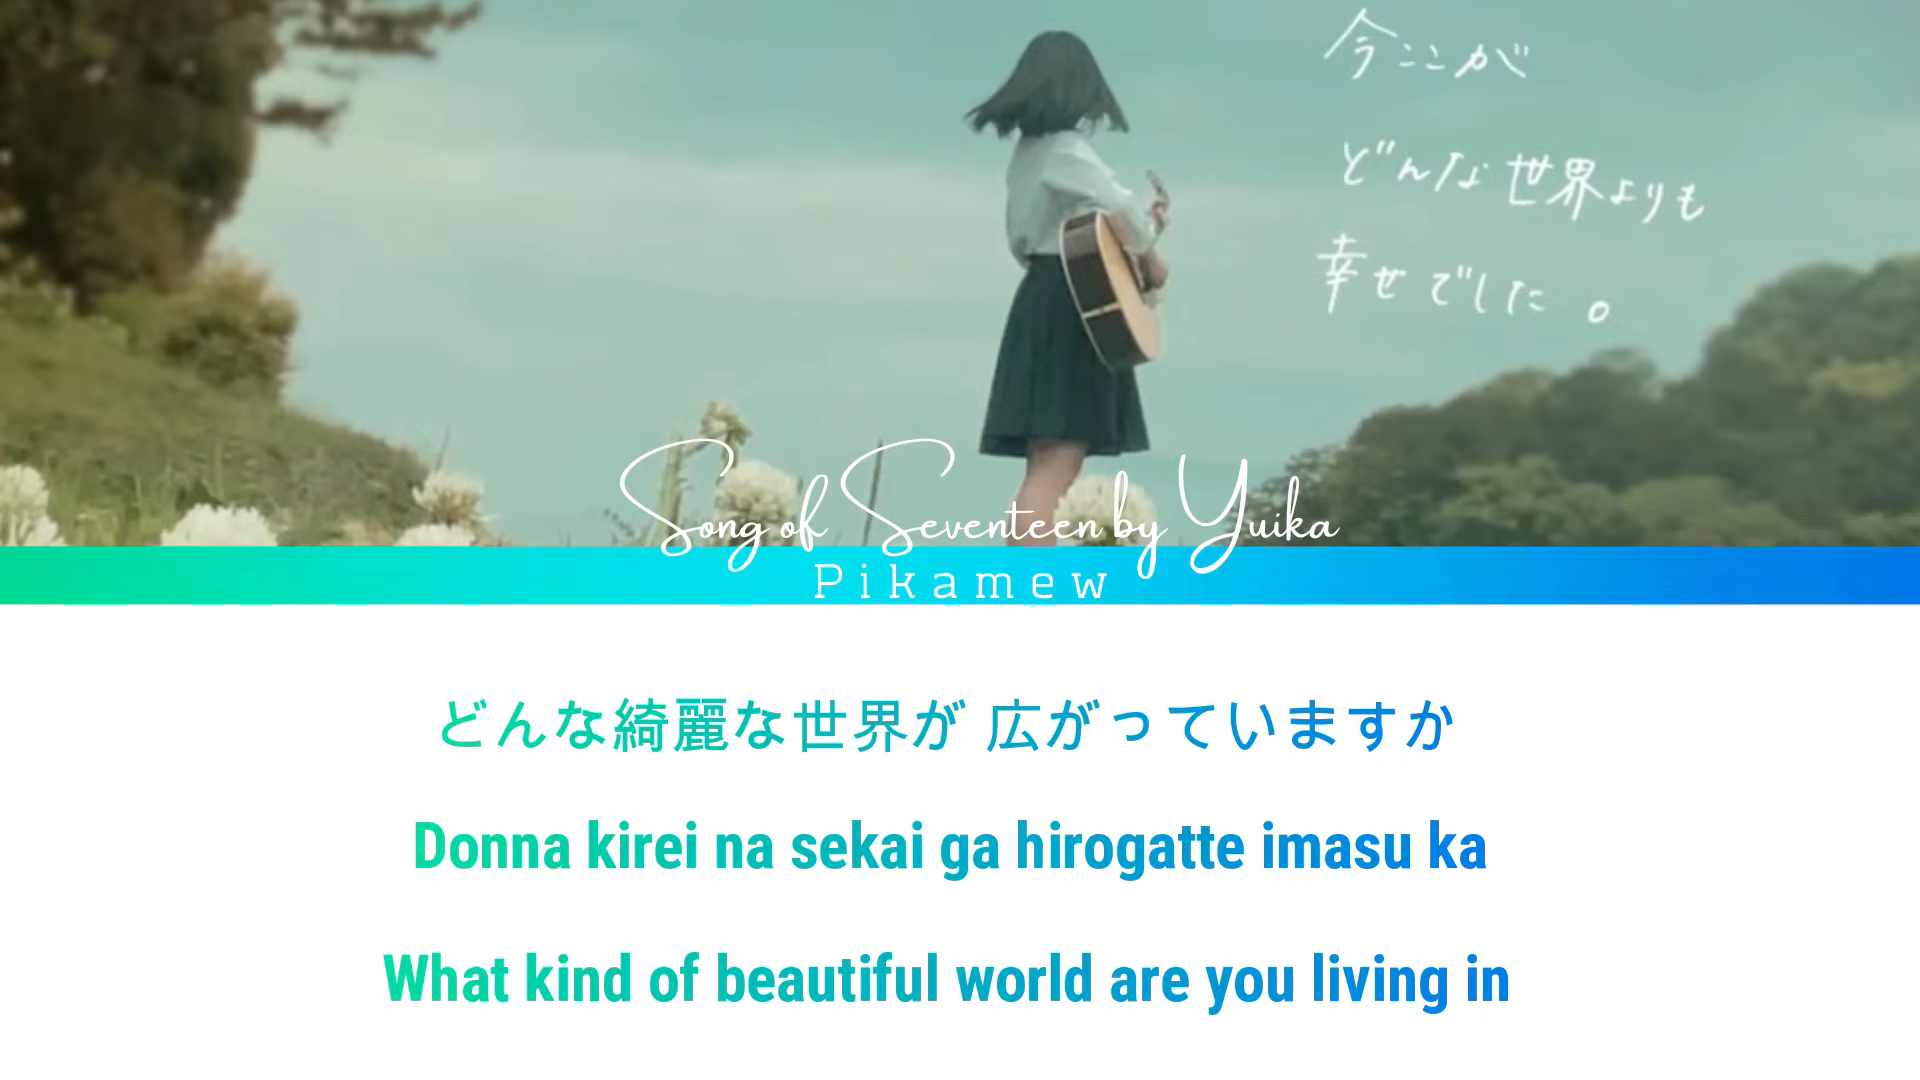 今ここが
どんな世界よりも
幸せでした。
Song of Seventeen by Yuika
Pikamew
どんな綺麗な世界が 広がっていますか
Donna kirei na sekai ga hirogatte imasu ka
What kind of beautiful world are you living in